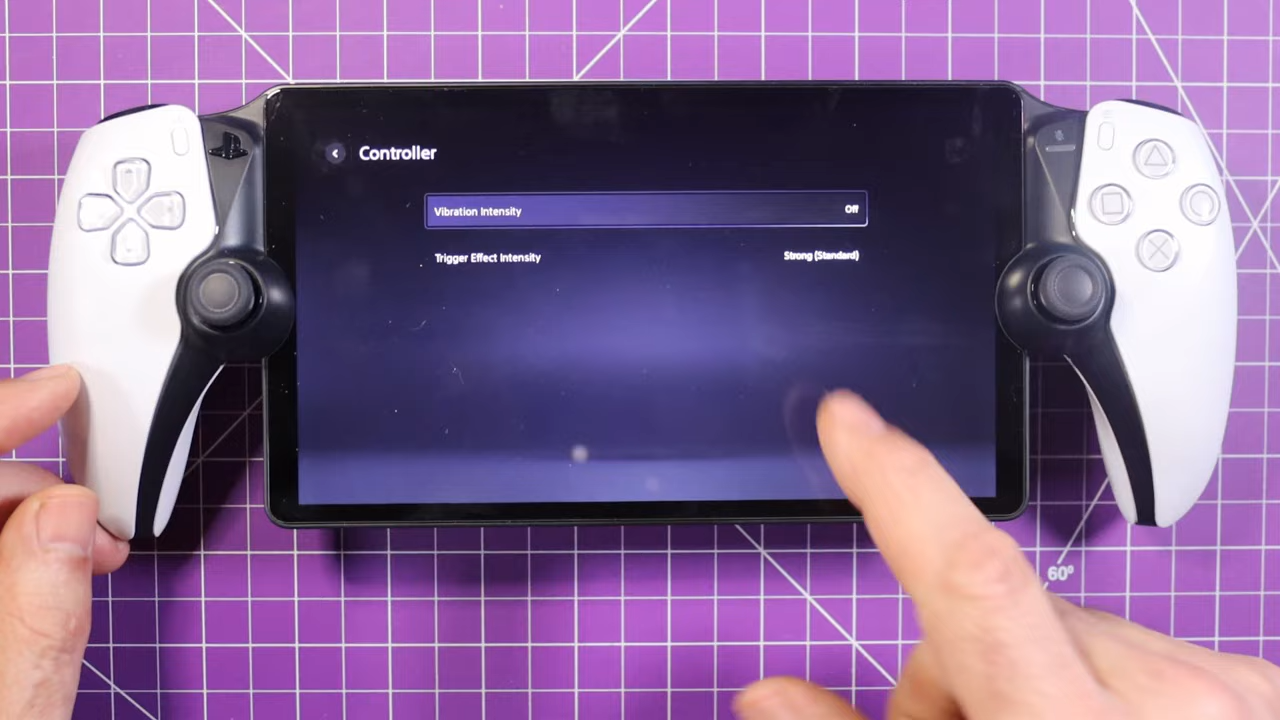 Controller
Vibration Intensity Off
Trigger Effect Intensity Strong (Standard)
60°